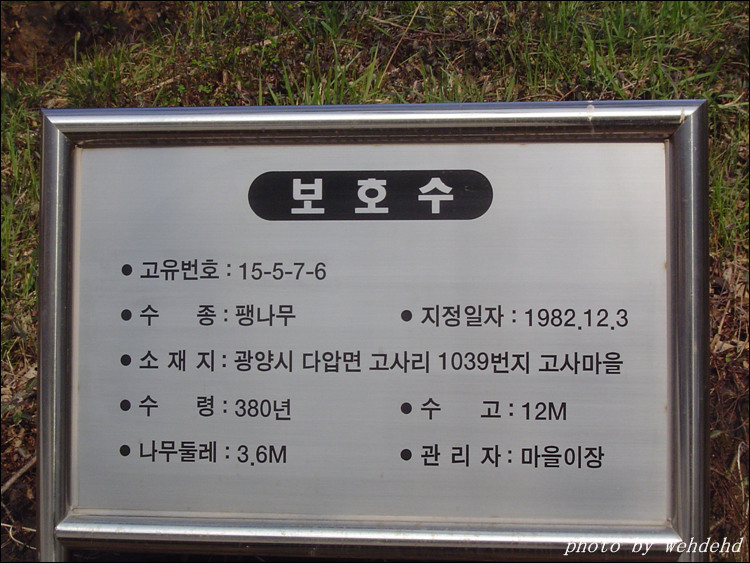 보호수
● 고유번호 : 15-5-7-6
● 수 종 : 팽나무 ● 지정일자 : 1982.12.3
● 소 재 지 : 광양시 다압면 고사리 1039번지 고사마을
● 수 령 : 380년 ● 수 고 : 12M
● 나무둘레 : 3.6M ● 관 리 자 : 마을이장
photo by wehdehd